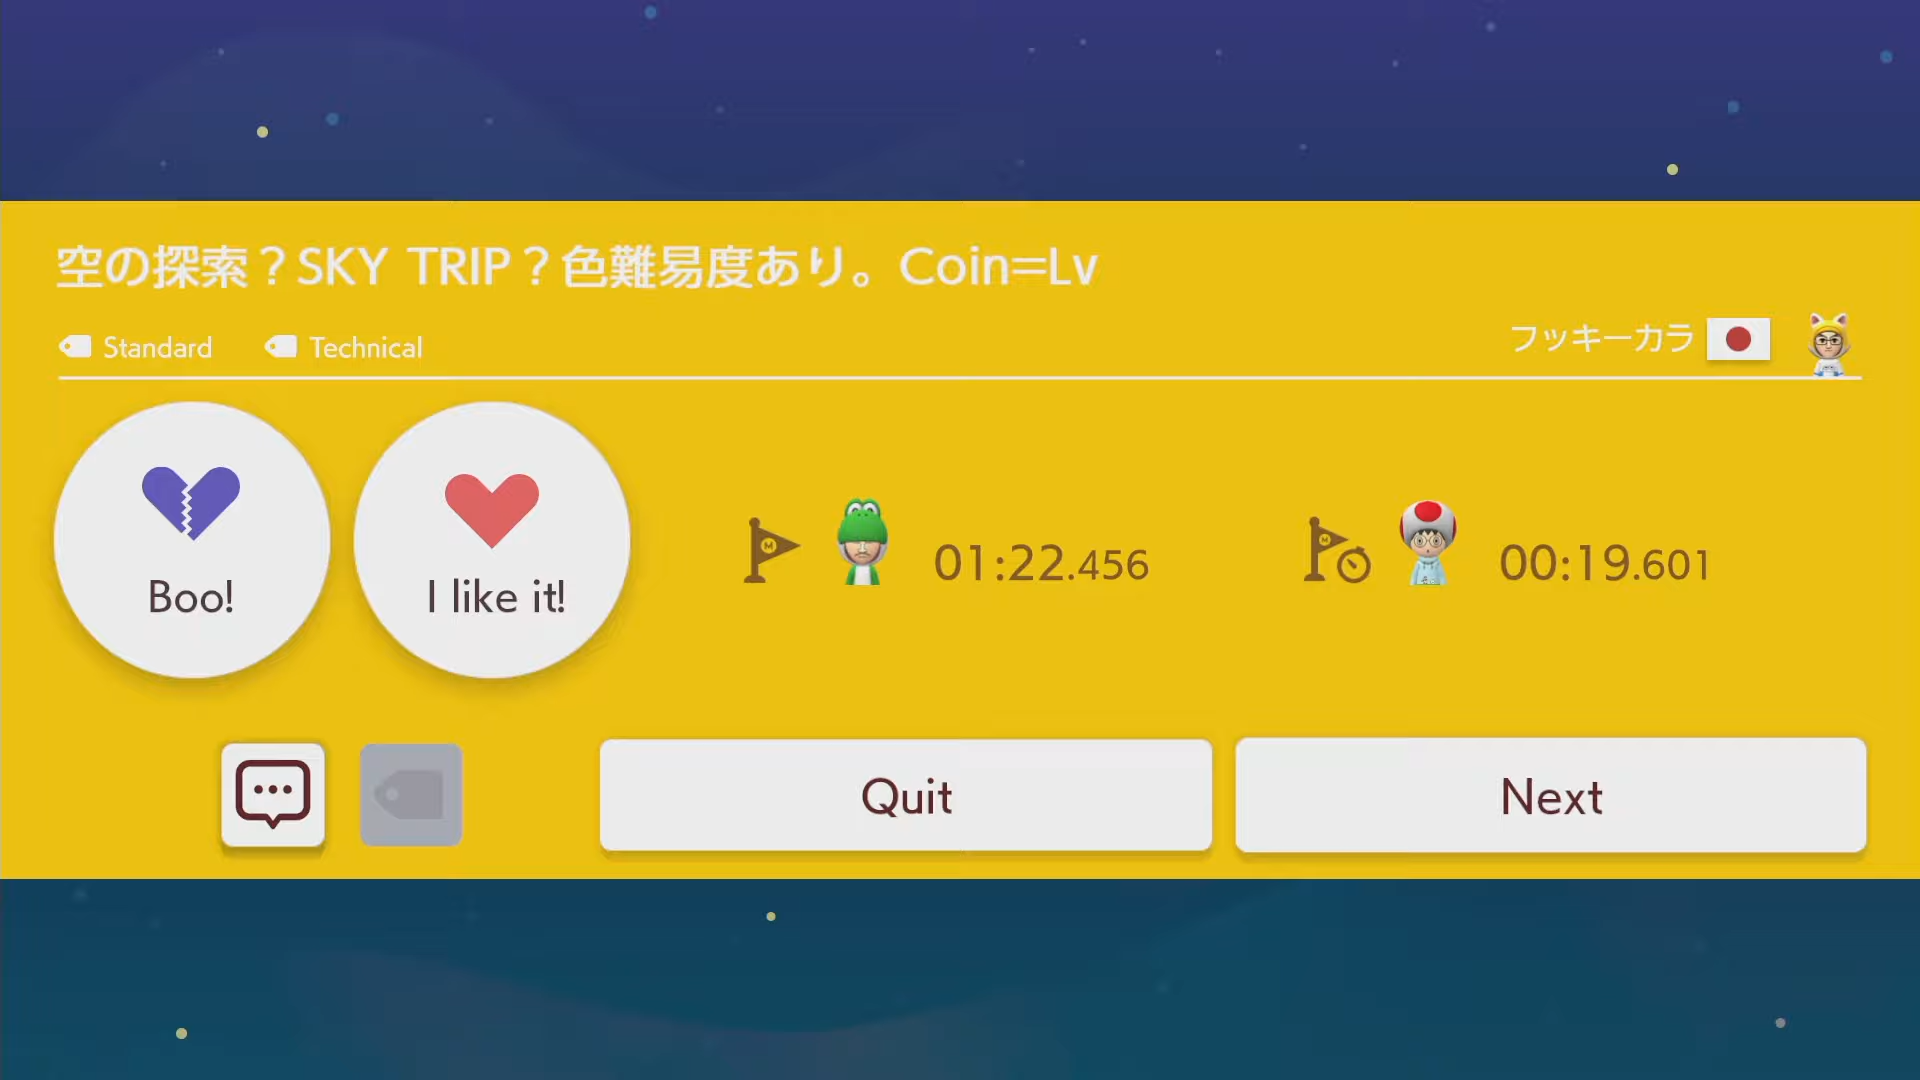 空の探索？SKY TRIP？色難易度あり。Coin=Lv
Standard Technical
フッキーカラ
Boo!
I like it!
01:22.456
00:19.601
Quit
Next